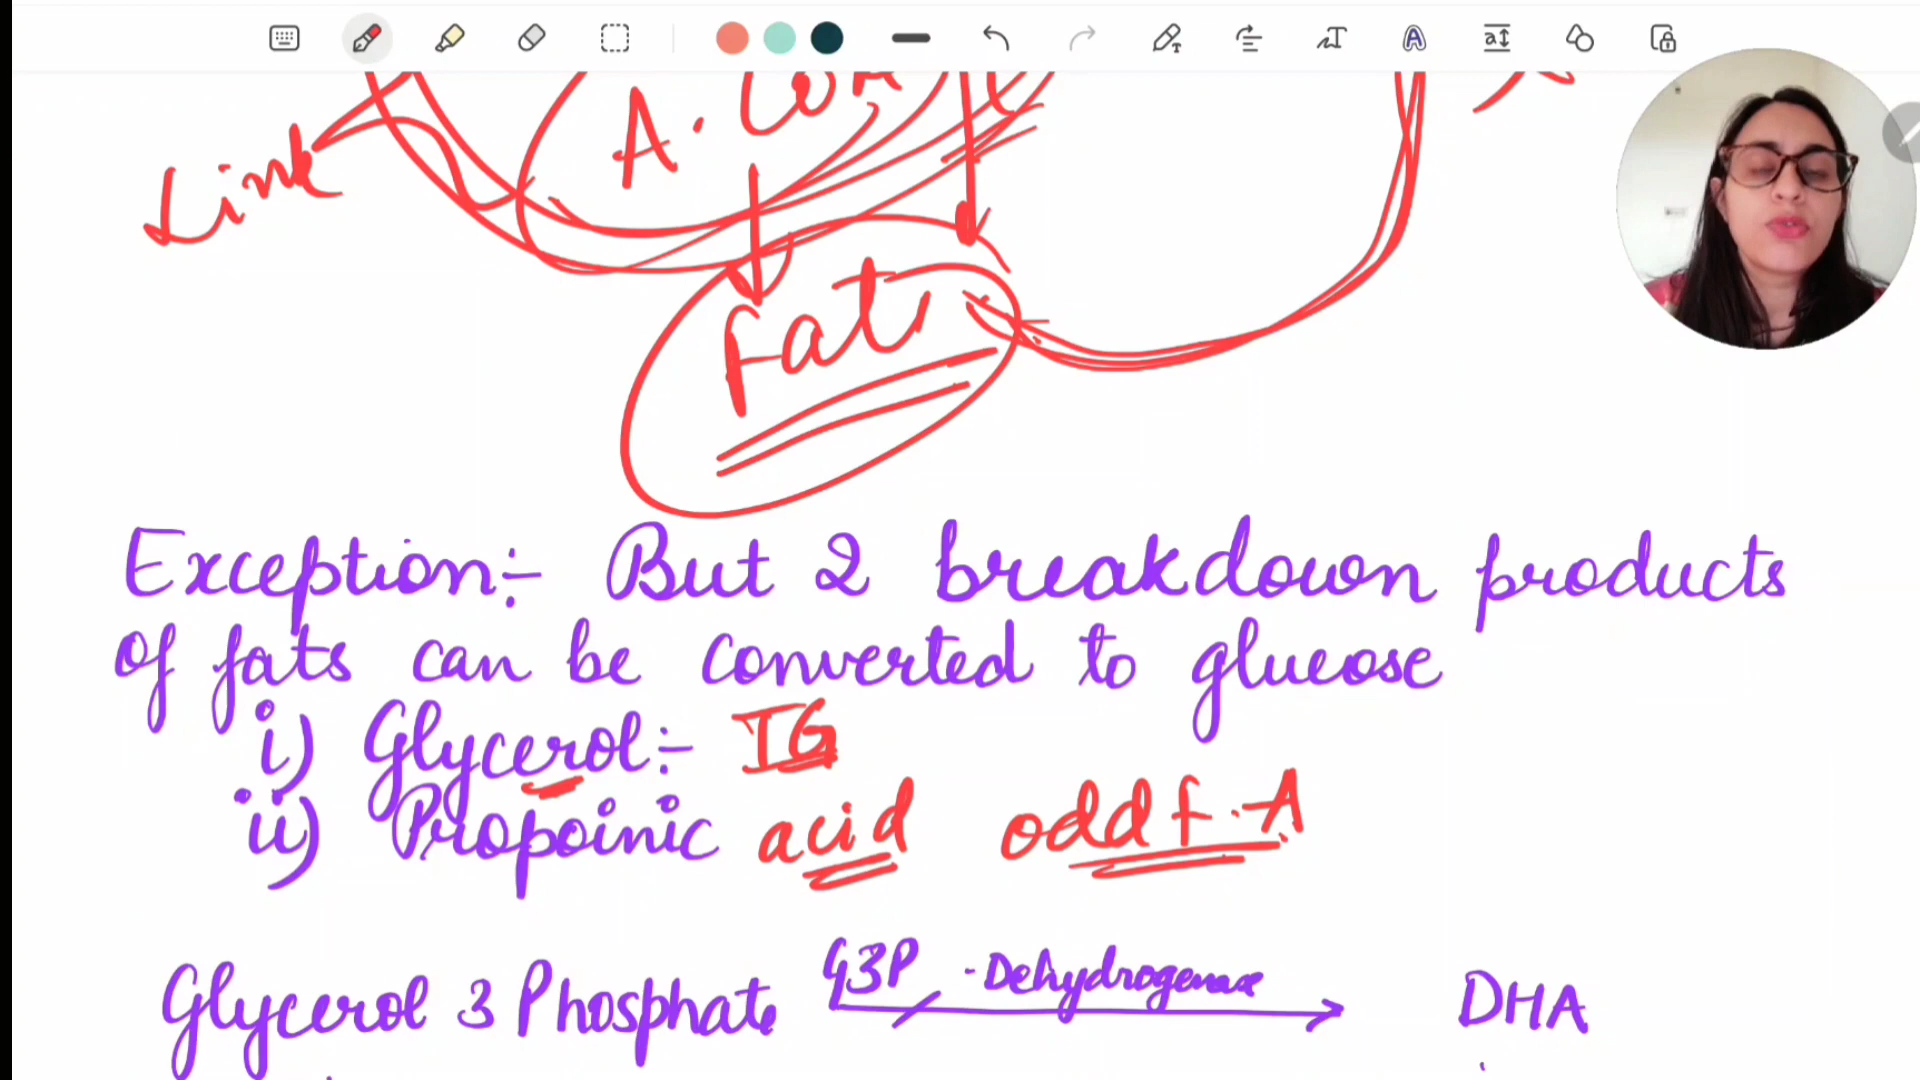 A. CoA
Link
Fat
Exception:- But 2 breakdown products
of fats can be converted to glucose
i) Glycerol:- TG
ii) Propoinic acid odd F.A
G3P - Dehydrogenase
Glycerol 3 Phosphate DHA